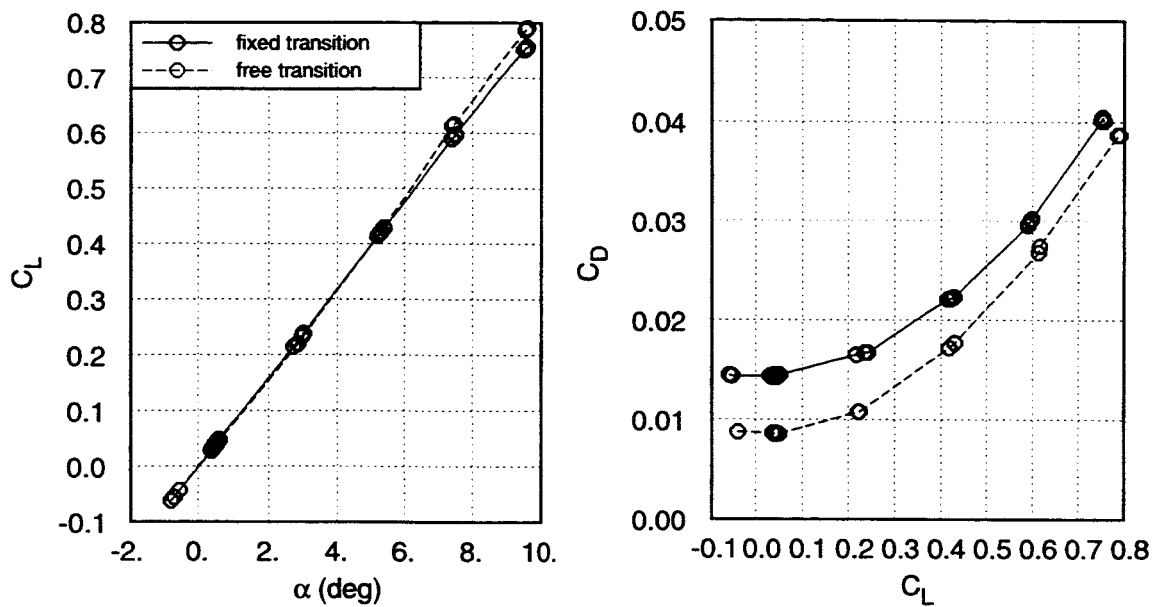 0.8
0.7
0.6
0.5
0.4
0.3
0.2
0.1
0.0
-0.1
C_L
fixed transition
free transition
-2. 0. 2. 4. 6. 8. 10.
α (deg)
0.05
0.04
0.03
0.02
0.01
0.00
C_D
-0.1 0.0 0.2 0.3 0.4 0.5 0.6 0.7 0.8
C_L